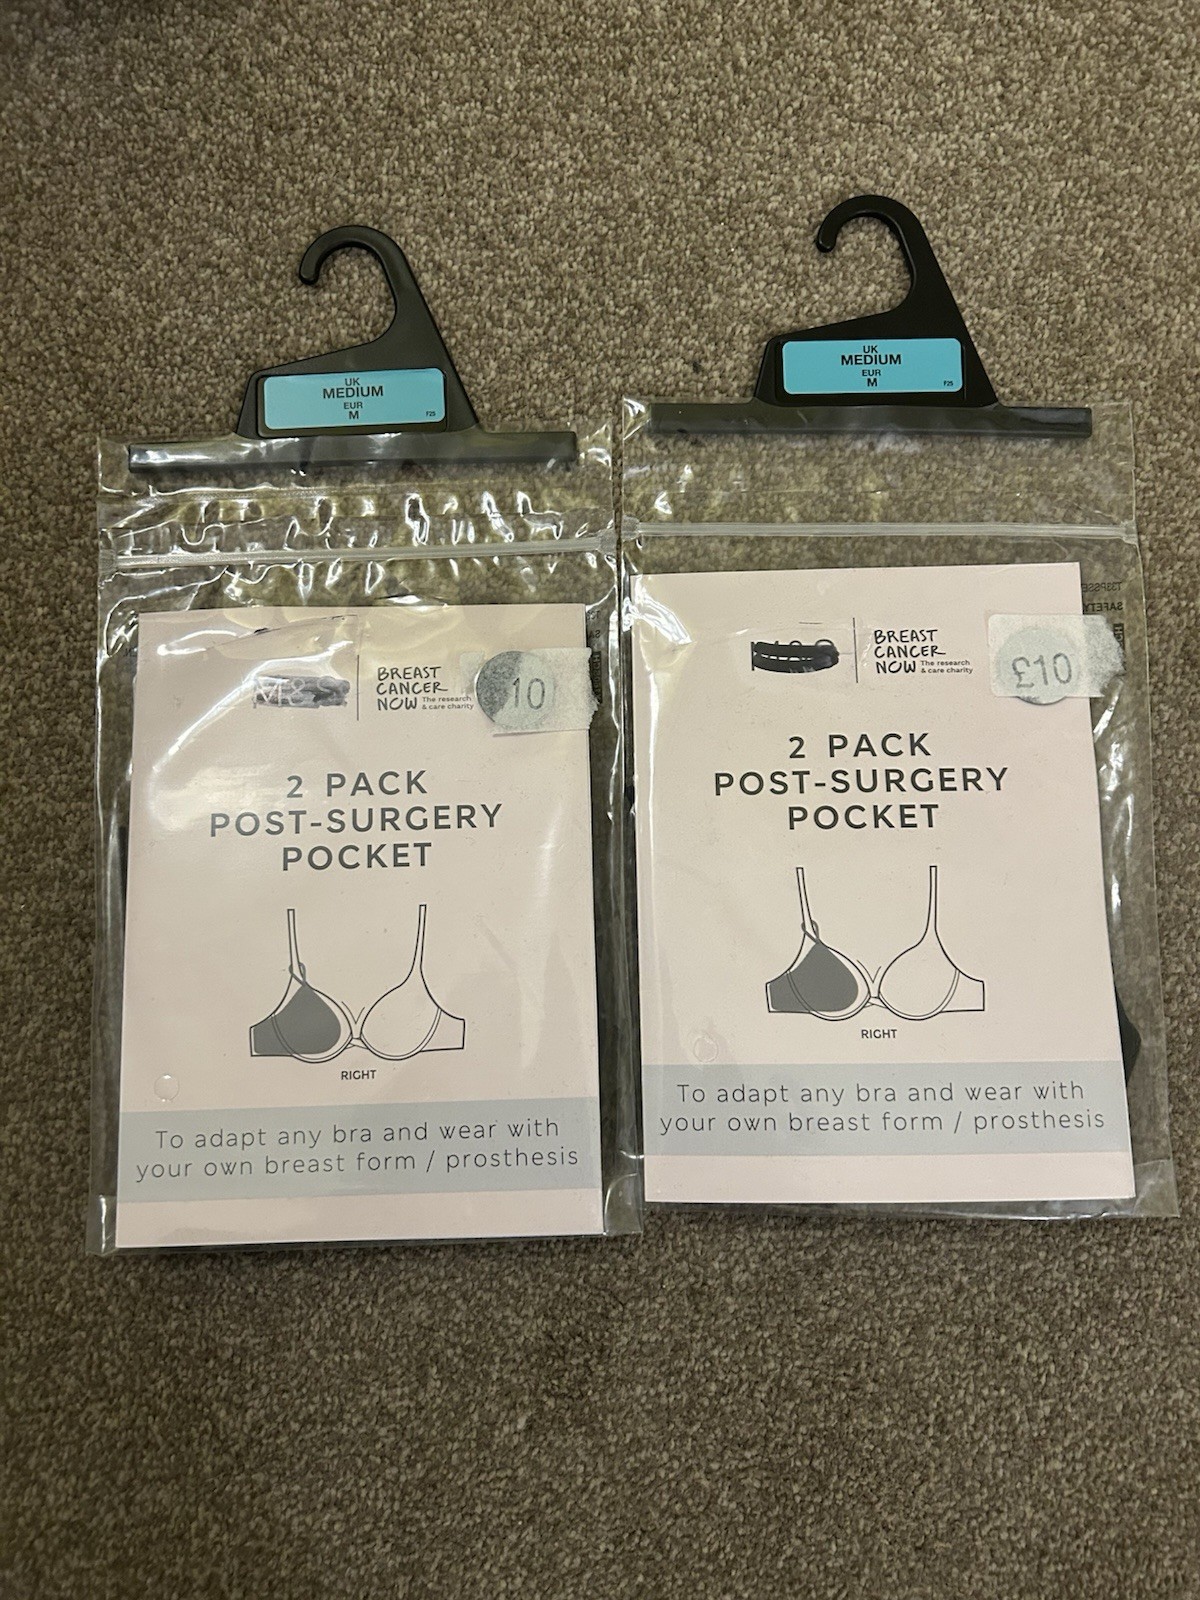 UK
MEDIUM
EUR
M
F25
M&S
BREAST
CANCER
NOW The research
& care charity
10
2 PACK
POST-SURGERY
POCKET
RIGHT
To adapt any bra and wear with
your own breast form / prosthesis
UK
MEDIUM
EUR
M
F25
BREAST
CANCER
NOW The research
& care charity
£10
SAFETY
2 PACK
POST-SURGERY
POCKET
RIGHT
To adapt any bra and wear with
your own breast form / prosthesis